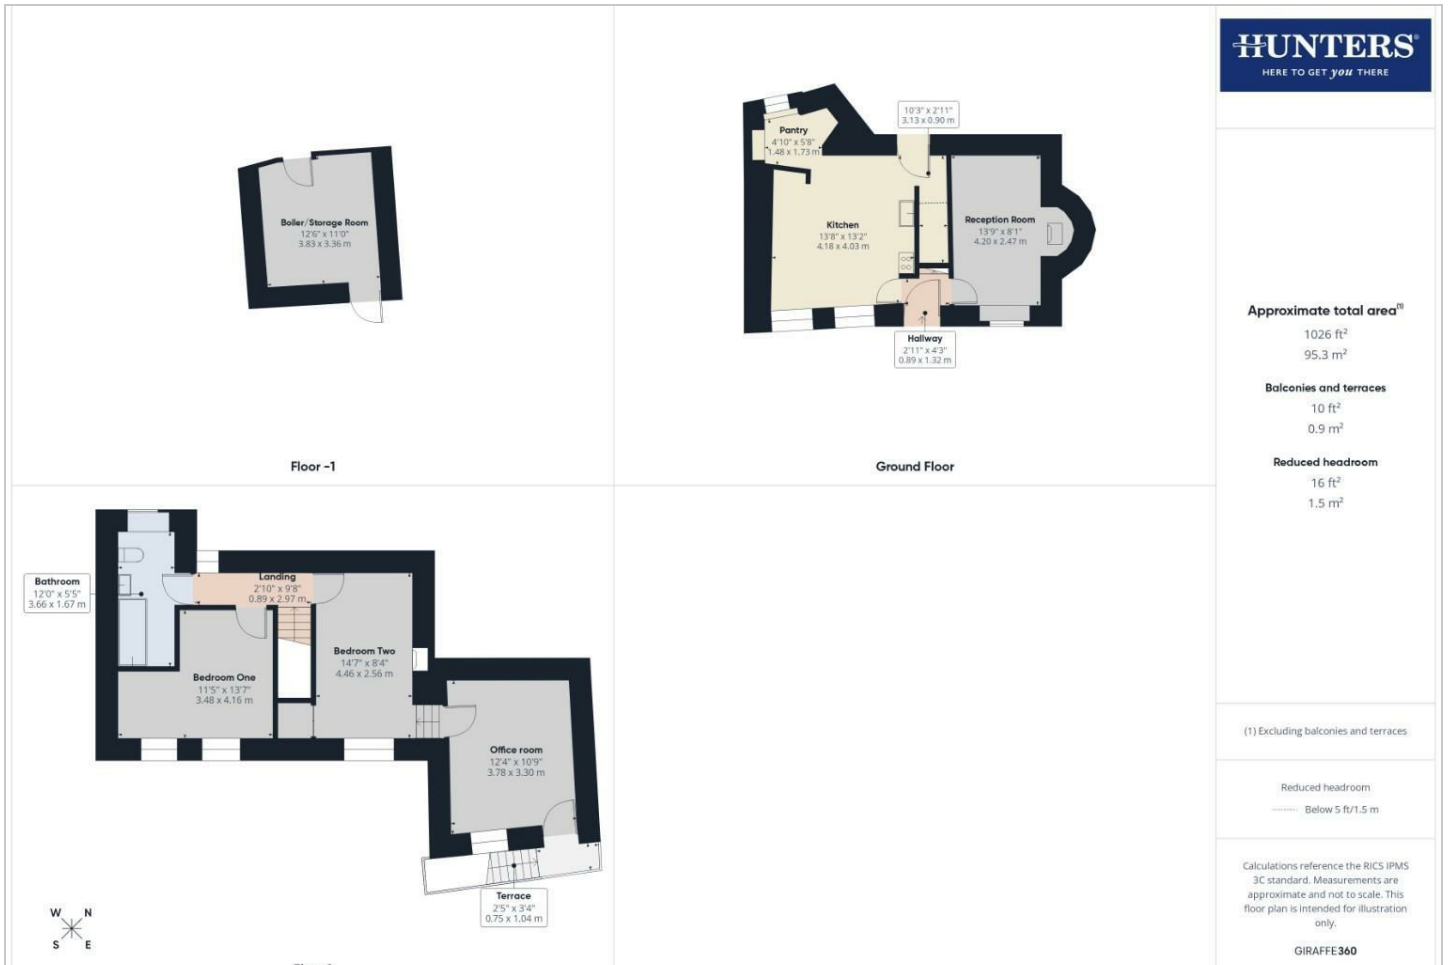 HUNTERS®
HERE TO GET you THERE
Boiler/Storage Room
12'6" x 11'0"
3.83 x 3.36 m
Floor -1
Pantry
4'10" x 5'8"
1.48 x 1.73 m
10'3" x 2'11"
3.13 x 0.90 m
Kitchen
13'8" x 13'2"
4.18 x 4.03 m
Reception Room
13'9" x 8'1"
4.20 x 2.47 m
Hallway
2'11" x 4'3"
0.89 x 1.32 m
Ground Floor
Bathroom
12'0" x 5'5"
3.66 x 1.67 m
Landing
2'10" x 9'8"
0.89 x 2.97 m
Bedroom One
11'5" x 13'7"
3.48 x 4.16 m
Bedroom Two
14'7" x 8'4"
4.46 x 2.56 m
Office room
12'4" x 10'9"
3.78 x 3.30 m
Terrace
2'5" x 3'4"
0.75 x 1.04 m
W N
S E
Approximate total area(1)
1026 ft²
95.3 m²
Balconies and terraces
10 ft²
0.9 m²
Reduced headroom
16 ft²
1.5 m²
(1) Excluding balconies and terraces
Reduced headroom
Below 5 ft/1.5 m
Calculations reference the RICS IPMS
3C standard. Measurements are
approximate and not to scale. This
floor plan is intended for illustration
only.
GIRAFFE360